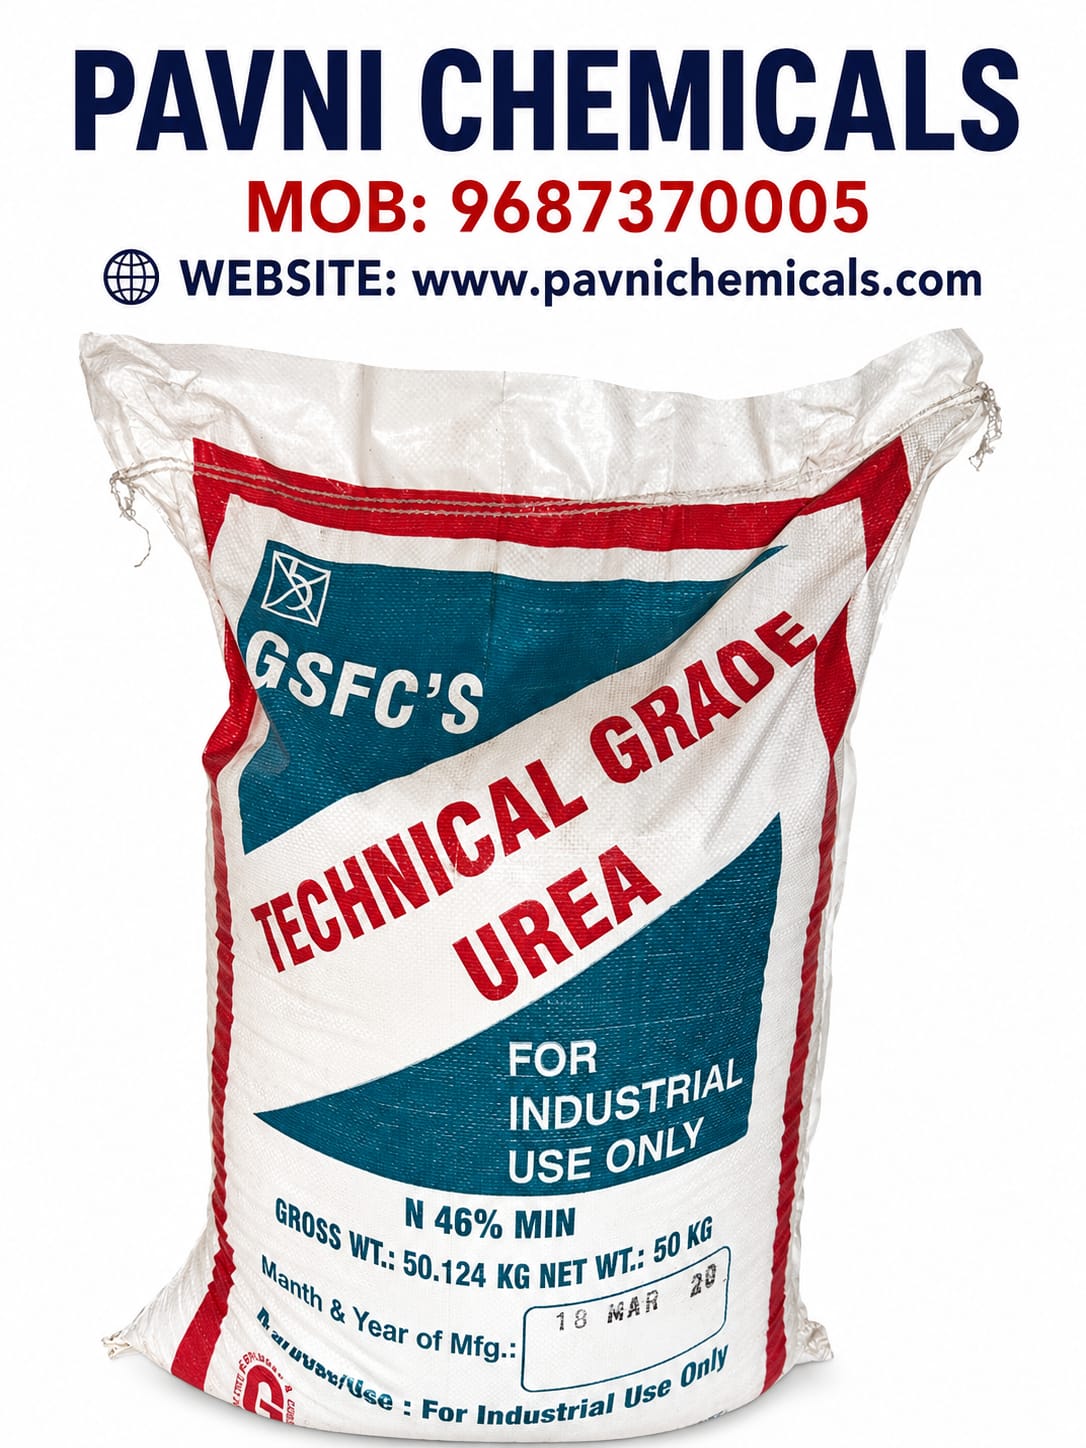 PAVNI CHEMICALS
MOB: 9687370005
WEBSITE: www.pavnichemicals.com
GSFC'S
TECHNICAL GRADE
UREA
FOR
INDUSTRIAL
USE ONLY
N 46% MIN
GROSS WT.: 50.124 KG NET WT.: 50 KG
Manth & Year of Mfg.: 18 MAR 20
/Use : For Industrial Use Only
G